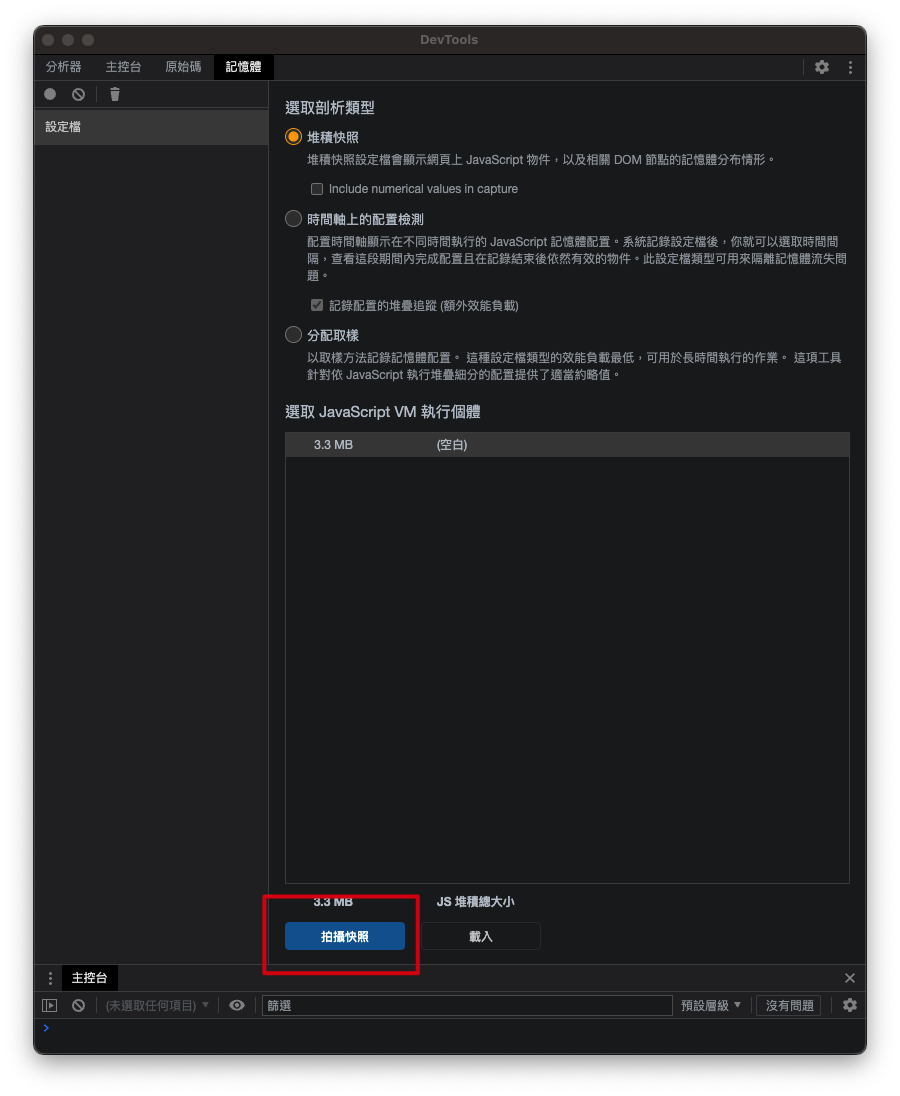 DevTools
分析器 主控台 原始碼 記憶體
設定檔
選取剖析類型
堆積快照
堆積快照設定檔會顯示網頁上 JavaScript 物件，以及相關 DOM 節點的記憶體分布情形。
Include numerical values in capture
時間軸上的配置檢測
配置時間軸顯示在不同時間執行的 JavaScript 記憶體配置。系統記錄設定檔後，你就可以選取時間間
隔，查看這段期間內完成配置且在記錄結束後依然有效的物件。此設定檔類型可用來隔離記憶體流失問
題。
記錄配置的堆疊追蹤 (額外效能負載)
分配取樣
以取樣方法記錄記憶體配置。 這種設定檔類型的效能負載最低，可用於長時間執行的作業。 這項工具
針對依 JavaScript 執行堆疊細分的配置提供了適當約略值。
選取 JavaScript VM 執行個體
3.3 MB (空白)
3.3 MB JS 堆積總大小
拍攝快照 載入
主控台
(未選取任何項目) 篩選 預設層級 沒有問題